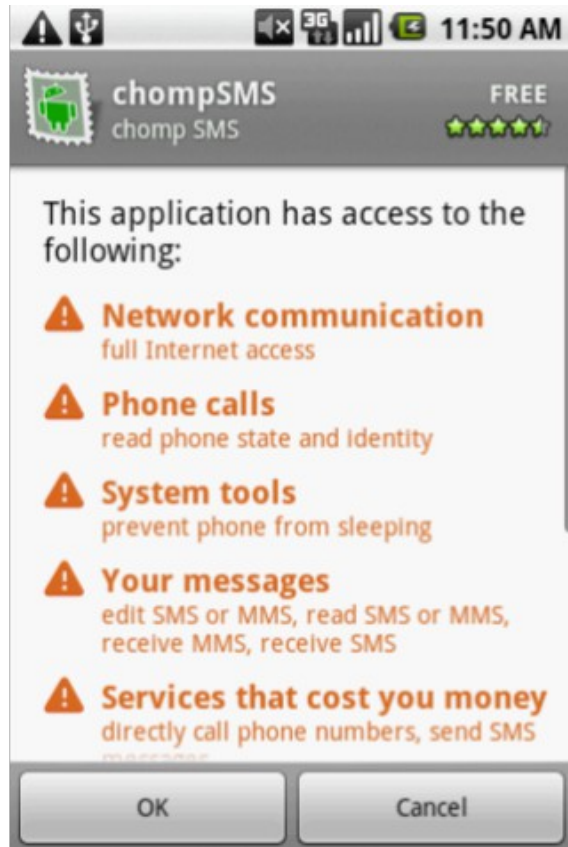 3G
11:50 AM
chompSMS
FREE
chomp SMS
This application has access to the
following:
Network communication
full Internet access
Phone calls
read phone state and identity
System tools
prevent phone from sleeping
Your messages
edit SMS or MMS, read SMS or MMS,
receive MMS, receive SMS
Services that cost you money
directly call phone numbers, send SMS
messages
OK
Cancel